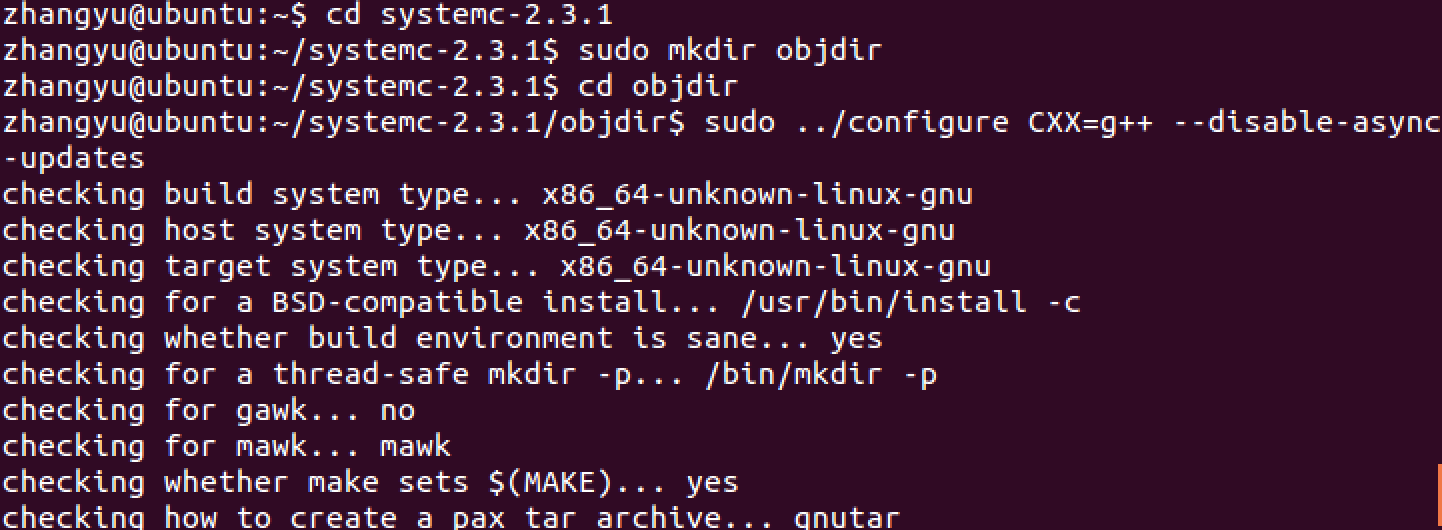 zhangyu@ubuntu:~$ cd systemc-2.3.1
zhangyu@ubuntu:~/systemc-2.3.1$ sudo mkdir objdir
zhangyu@ubuntu:~/systemc-2.3.1$ cd objdir
zhangyu@ubuntu:~/systemc-2.3.1/objdir$ sudo ../configure CXX=g++ --disable-async
-updates
checking build system type... x86_64-unknown-linux-gnu
checking host system type... x86_64-unknown-linux-gnu
checking target system type... x86_64-unknown-linux-gnu
checking for a BSD-compatible install... /usr/bin/install -c
checking whether build environment is sane... yes
checking for a thread-safe mkdir -p... /bin/mkdir -p
checking for gawk... no
checking for mawk... mawk
checking whether make sets $(MAKE)... yes
checking how to create a pax tar archive... gnutar